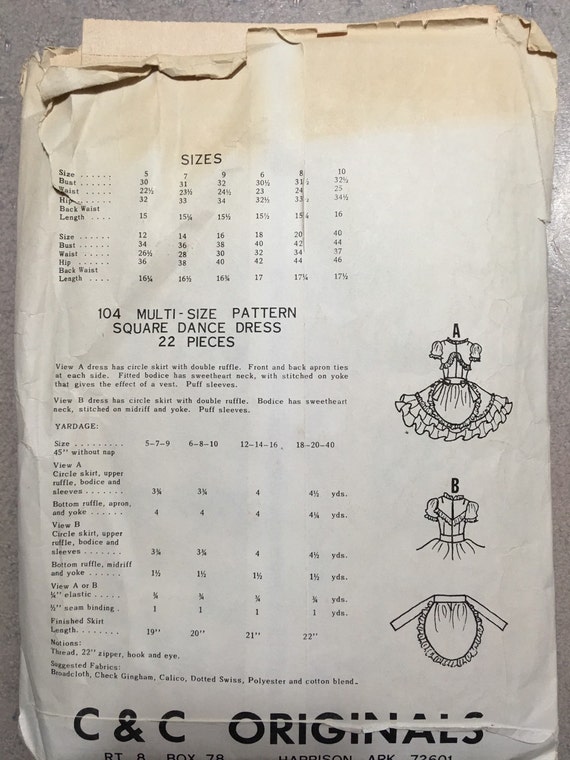 SIZES
Size ...... 5 7 9 6 8 10
Bust ...... 30 31 32 30½ 31½ 32½
Waist ...... 22½ 23½ 24½ 23 24 25
Hip ...... 32 33 34 32½ 33½ 34½
Back Waist
Length .... 15 15¼ 15½ 15½ 15¾ 16
Size ...... 12 14 16 18 20 40
Bust ...... 34 36 38 40 42 44
Waist ..... 26½ 28 30 32 34 37
Hip ...... 36 38 40 42 44 46
Back Waist
Length .... 16¼ 16½ 16¾ 17 17¼ 17½
104 MULTI-SIZE PATTERN
SQUARE DANCE DRESS
22 PIECES
View A dress has circle skirt with double ruffle. Front and back apron ties
at each side. Fitted bodice has sweetheart neck, with stitched on yoke
that gives the effect of a vest. Puff sleeves.
View B dress has circle skirt with double ruffle. Bodice has sweetheart
neck, stitched on midriff and yoke. Puff sleeves.
YARDAGE:
Size ......... 5-7-9 6-8-10 12-14-16 18-20-40
45" without nap
View A
Circle skirt, upper
ruffle, bodice and
sleeves ....... 3¾ 3¾ 4 4½ yds.
Bottom ruffle, apron,
and yoke ...... 4 4 4 4¼ yds.
View B
Circle skirt, upper
ruffle, bodice and
sleeves ....... 3¾ 3¾ 4 4½ yds.
Bottom ruffle, midriff
and yoke ...... 1½ 1½ 1½ 1½ yds.
View A or B
¼" elastic ..... ¾ ¾ ¾ ¾ yds.
½" seam binding . 1 1 1 1 yds.
Finished Skirt
Length........ 19" 20" 21" 22"
Notions:
Thread, 22" zipper, hook and eye.
Suggested Fabrics:
Broadcloth, Check Gingham, Calico, Dotted Swiss, Polyester and cotton blend.
A
B
C & C ORIGINALS
RT. 8, BOX 78, HARRISON, ARK. 72601